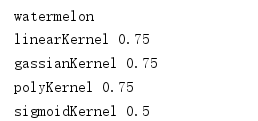 watermelon
linearKernel 0.75
gassianKernel 0.75
polyKernel 0.75
sigmoidKernel 0.5